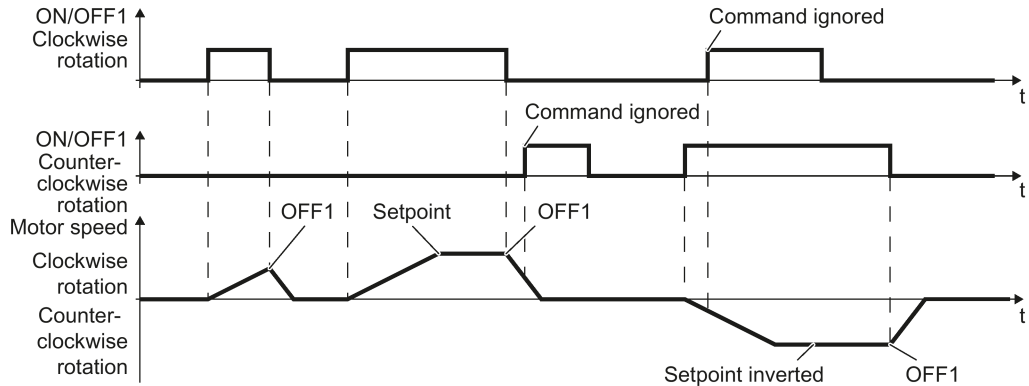 ON/OFF1
Clockwise
rotation
Command ignored
t
ON/OFF1
Counter-
clockwise
rotation
Command ignored
t
Motor speed
OFF1
Setpoint
OFF1
Clockwise
rotation
t
Counter-
clockwise
rotation
Setpoint inverted
OFF1